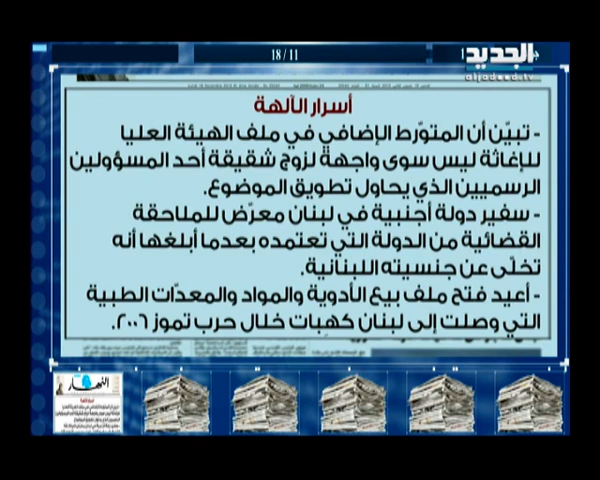 18/11
الجديد
aljadeed.tv
أسرار الآلهة
- تبيّن أن المتورّط الإضافي في ملف الهيئة العليا
للإغاثة ليس سوى واجهة لزوج شقيقة أحد المسؤولين
الرسميين الذي يحاول تطويق الموضوع.
- سفير دولة أجنبية في لبنان معرّض للملاحقة
القضائية من الدولة التي تعتمده بعدما أبلغها أنه
تخلّى عن جنسيته اللبنانية.
- أعيد فتح ملف بيع الأدوية والمواد والمعدّات الطبية
التي وصلت إلى لبنان كهبات خلال حرب تموز ٢٠٠٦.
النهار